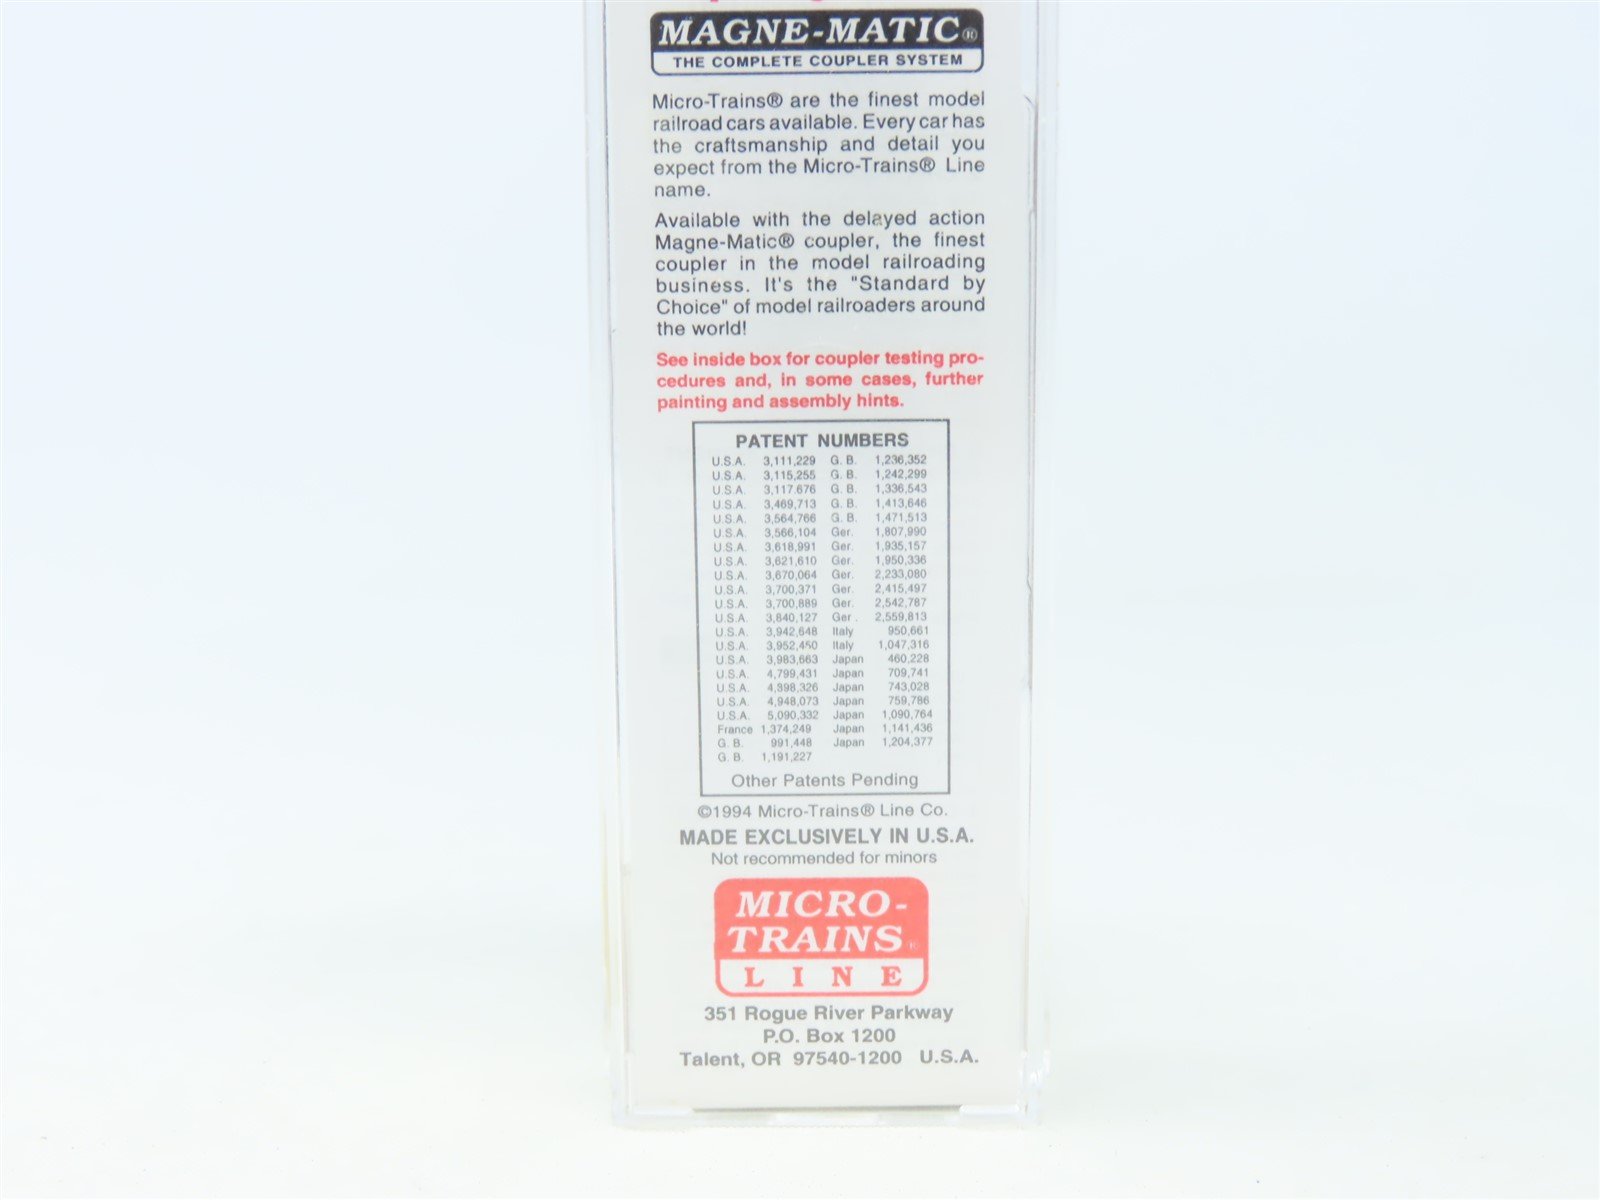 MAGNE-MATIC®
THE COMPLETE COUPLER SYSTEM
Micro-Trains® are the finest model
railroad cars available. Every car has
the craftsmanship and detail you
expect from the Micro-Trains® Line
name.
Available with the delayed action
Magne-Matic® coupler, the finest
coupler in the model railroading
business. It's the "Standard by
Choice" of model railroaders around
the world!
See inside box for coupler testing pro-
cedures and, in some cases, further
painting and assembly hints.
PATENT NUMBERS
U.S.A. 3,111,229 G. B. 1,236,352
U.S.A. 3,115,255 G. B. 1,242,299
U.S.A. 3,117,676 G. B. 1,336,543
U.S.A. 3,469,713 G. B. 1,413,646
U.S.A. 3,564,766 G. B. 1,471,513
U.S.A. 3,566,104 Ger. 1,807,990
U.S.A. 3,618,991 Ger. 1,935,157
U.S.A. 3,621,610 Ger. 1,950,336
U.S.A. 3,670,064 Ger. 2,233,080
U.S.A. 3,700,371 Ger. 2,415,497
U.S.A. 3,700,889 Ger. 2,542,787
U.S.A. 3,840,127 Ger . 2,559,813
U.S.A. 3,942,648 Italy 950,661
U.S.A. 3,952,450 Italy 1,047,316
U.S.A. 3,983,663 Japan 460,228
U.S.A. 4,799,431 Japan 709,741
U.S.A. 4,898,326 Japan 743,028
U.S.A. 4,948,073 Japan 759,786
U.S.A. 5,090,332 Japan 1,090,764
France 1,374,249 Japan 1,141,436
G. B. 991,448 Japan 1,204,377
G. B. 1,191,227
Other Patents Pending
©1994 Micro-Trains® Line Co.
MADE EXCLUSIVELY IN U.S.A.
Not recommended for minors
MICRO-
TRAINS®
LINE
351 Rogue River Parkway
P.O. Box 1200
Talent, OR 97540-1200 U.S.A.